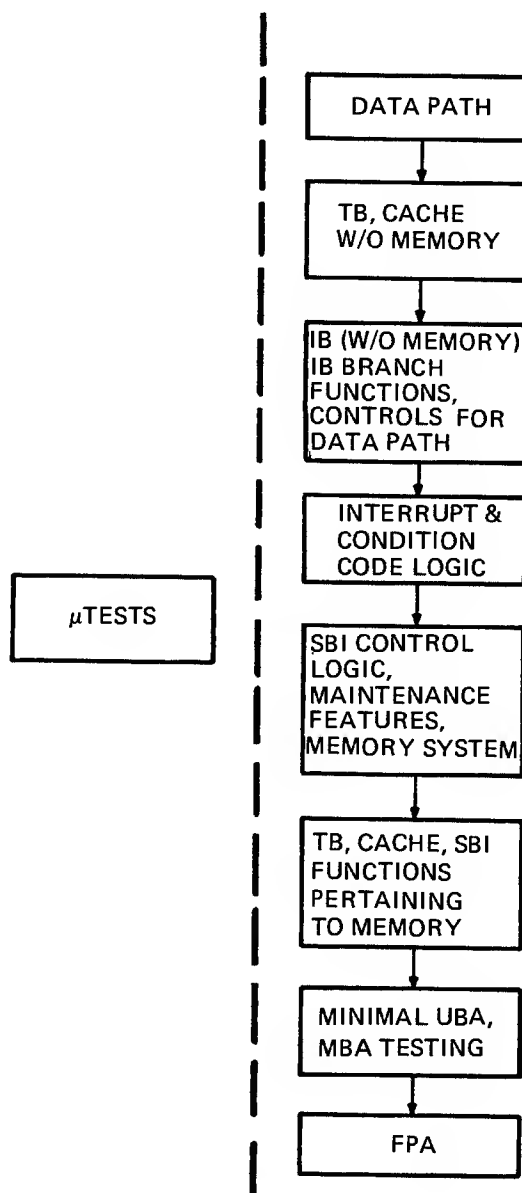 DATA PATH
TB, CACHE
W/O MEMORY
IB (W/O MEMORY)
IB BRANCH
FUNCTIONS,
CONTROLS FOR
DATA PATH
INTERRUPT &
CONDITION
CODE LOGIC
μTESTS
SBI CONTROL
LOGIC,
MAINTENANCE
FEATURES,
MEMORY SYSTEM
TB, CACHE, SBI
FUNCTIONS
PERTAINING
TO MEMORY
MINIMAL UBA,
MBA TESTING
FPA